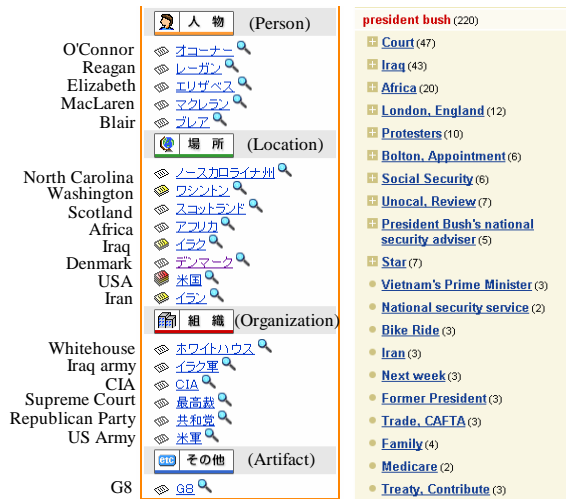 人 物 (Person)
O'Connor オコーナー
Reagan レーガン
Elizabeth エリザベス
MacLaren マクレラン
Blair ブレア
場 所 (Location)
North Carolina ノースカロライナ州
Washington ワシントン
Scotland スコットランド
Africa アフリカ
Iraq イラク
Denmark デンマーク
USA 米国
Iran イラン
組 織 (Organization)
Whitehouse ホワイトハウス
Iraq army イラク軍
CIA CIA
Supreme Court 最高裁
Republican Party 共和党
US Army 米軍
etc その他 (Artifact)
G8 G8
president bush (220)
Court (47)
Iraq (43)
Africa (20)
London, England (12)
Protesters (10)
Bolton, Appointment (6)
Social Security (6)
Unocal, Review (7)
President Bush's national
security adviser (5)
Star (7)
Vietnam's Prime Minister (3)
National security service (2)
Bike Ride (3)
Iran (3)
Next week (3)
Former President (3)
Trade, CAFTA (3)
Family (4)
Medicare (2)
Treaty, Contribute (3)